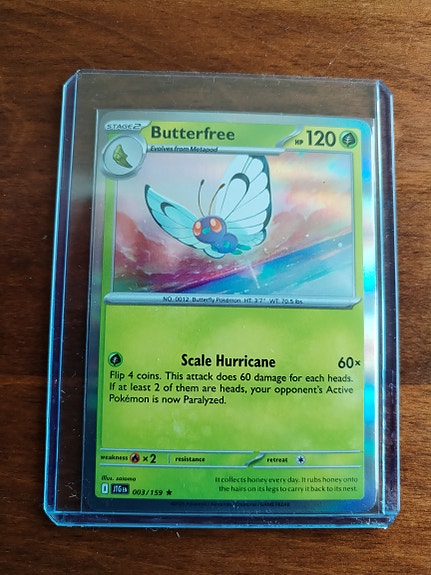 STAGE 2 Butterfree HP 120
Evolves from Metapod
NO. 0012 Butterfly Pokémon HT: 3'7" WT: 70.5 lbs
Scale Hurricane 60×
Flip 4 coins. This attack does 60 damage for each heads.
If at least 2 of them are heads, your opponent's Active
Pokémon is now Paralyzed.
weakness ×2 resistance retreat
Illus. saino
It collects honey every day. It rubs honey onto
the hairs on its legs to carry it back to its nest.
JTG EN 003/159